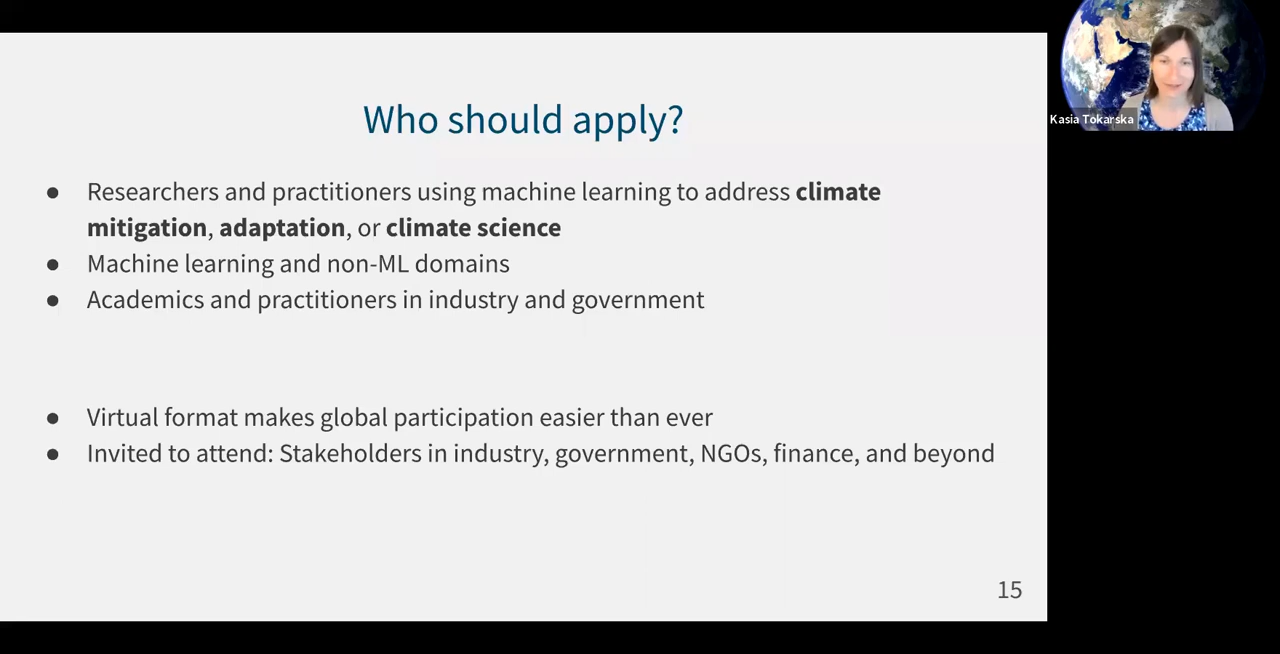 Who should apply?
● Researchers and practitioners using machine learning to address climate
mitigation, adaptation, or climate science
● Machine learning and non-ML domains
● Academics and practitioners in industry and government
● Virtual format makes global participation easier than ever
● Invited to attend: Stakeholders in industry, government, NGOs, finance, and beyond
15
Kasia Tokarska